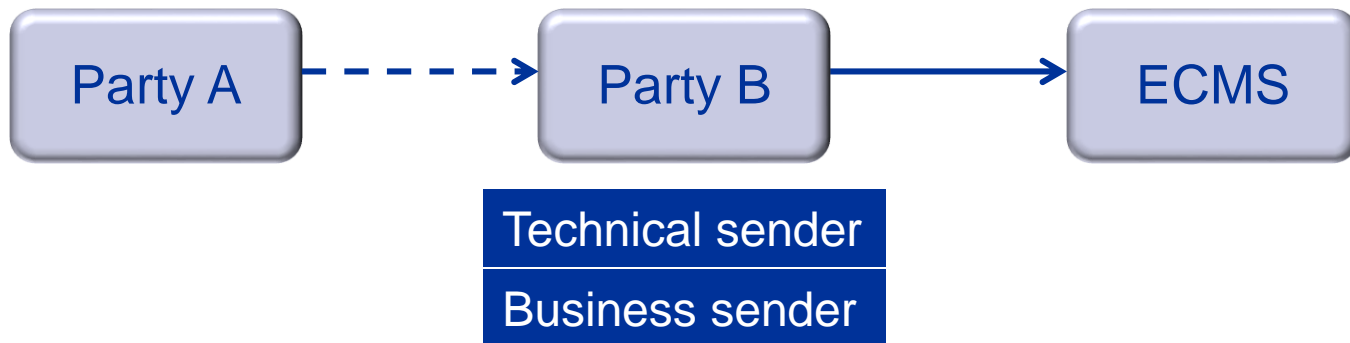 Party A
Party B
ECMS
Technical sender
Business sender